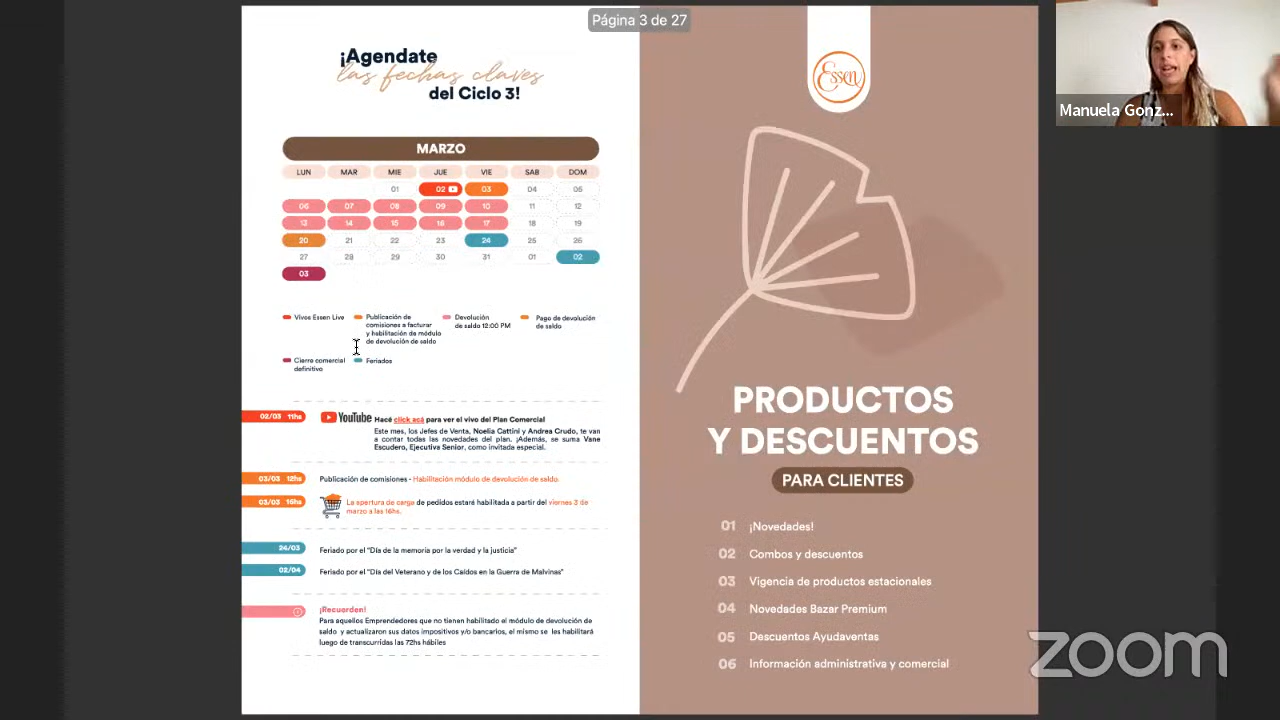 Página 3 de 27
¡Agendate
las fechas claves
del Ciclo 3!
MARZO
LUN MAR MIE JUE VIE SAB DOM
01 02 03 04 05
06 07 08 09 10 11 12
13 14 15 16 17 18 19
20 21 22 23 24 25 26
27 28 29 30 31 01 02
03
Vivos Essen Live
Publicación de
comisiones a facturar
y habilitación de módulo
de devolución de saldo
Devolución
de saldo 12:00 PM
Pago de devolución
de saldo
Cierre comercial
definitivo
Feriados
02/03 11hs
YouTube Hacé click acá para ver el vivo del Plan Comercial
Este mes, los Jefes de Venta, Noelia Cattini y Andrea Crudo, te van
a contar todas las novedades del plan. ¡Además, se suma Vane
Escudero, Ejecutiva Senior, como invitada especial.
03/03 12hs
Publicación de comisiones - Habilitación módulo de devolución de saldo.
03/03 16hs
La apertura de carga de pedidos estará habilitada a partir del viernes 3 de
marzo a las 16hs.
24/03
Feriado por el "Día de la memoria por la verdad y la justicia"
02/04
Feriado por el "Día del Veterano y de los Caídos en la Guerra de Malvinas"
¡Recuerden!
Para aquellos Emprendedores que no tienen habilitado el módulo de devolución de
saldo y actualizaron sus datos impositivos y/o bancarios, el mismo se les habilitará
luego de transcurridas las 72hs hábiles
Essen
PRODUCTOS
Y DESCUENTOS
PARA CLIENTES
01 ¡Novedades!
02 Combos y descuentos
03 Vigencia de productos estacionales
04 Novedades Bazar Premium
05 Descuentos Ayudaventas
06 Información administrativa y comercial
Manuela Gonz...
zoom